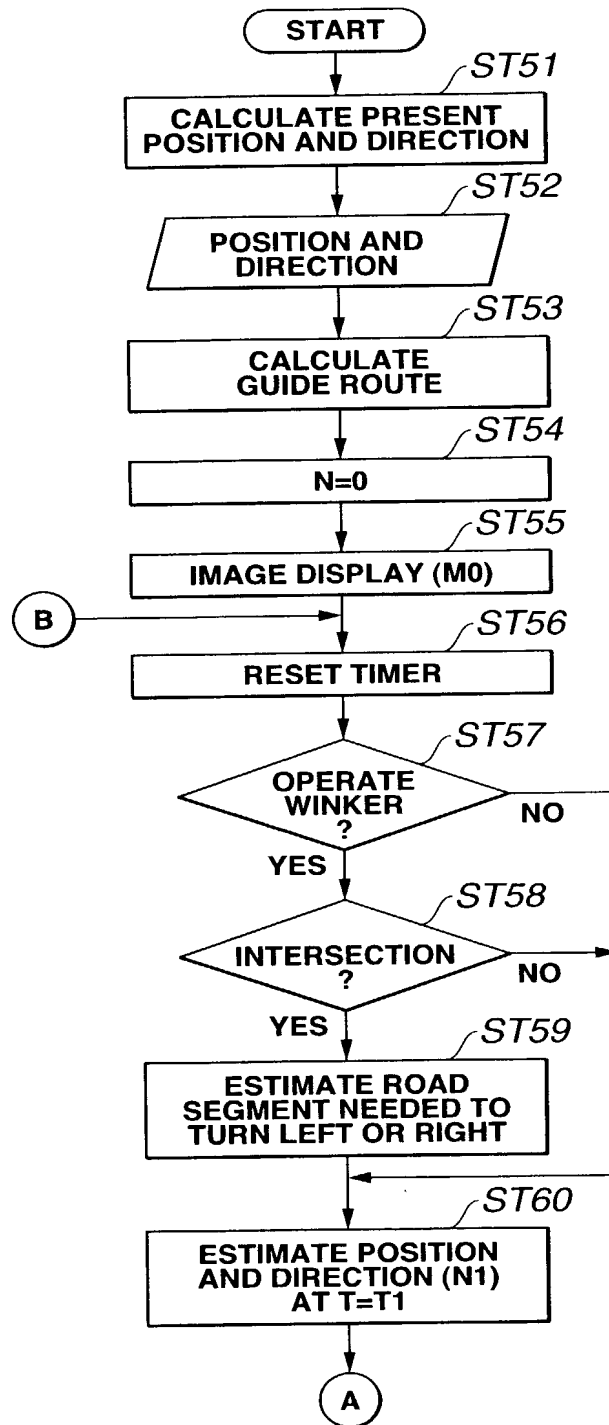 START
ST51
CALCULATE PRESENT
POSITION AND DIRECTION
ST52
POSITION AND
DIRECTION
ST53
CALCULATE
GUIDE ROUTE
ST54
N=0
ST55
IMAGE DISPLAY (M0)
B
ST56
RESET TIMER
ST57
OPERATE
WINKER
?
NO
YES
ST58
INTERSECTION
?
NO
YES
ST59
ESTIMATE ROAD
SEGMENT NEEDED TO
TURN LEFT OR RIGHT
ST60
ESTIMATE POSITION
AND DIRECTION (N1)
AT T=T1
A